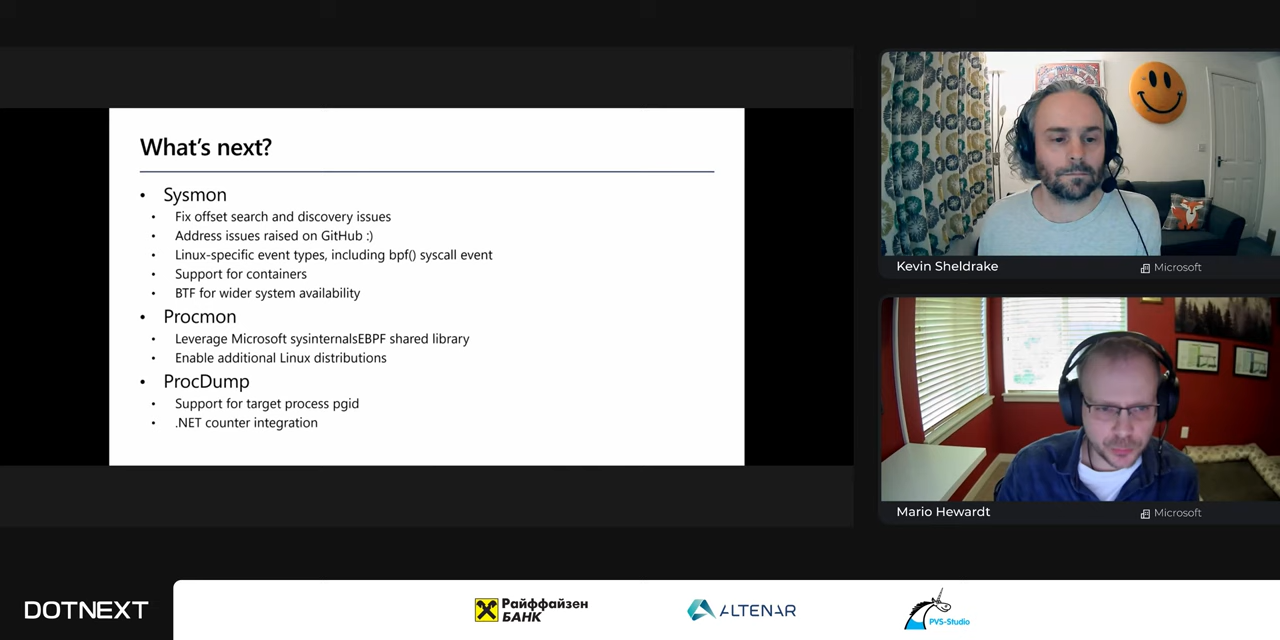 What's next?
• Sysmon
• Fix offset search and discovery issues
• Address issues raised on GitHub :)
• Linux-specific event types, including bpf() syscall event
• Support for containers
• BTF for wider system availability
• Procmon
• Leverage Microsoft sysinternalsEBPF shared library
• Enable additional Linux distributions
• ProcDump
• Support for target process pgid
• .NET counter integration
Kevin Sheldrake
Microsoft
Mario Hewardt
Microsoft
DOTNEXT
Райффайзен
БАНК
ALTENAR
PVS-Studio